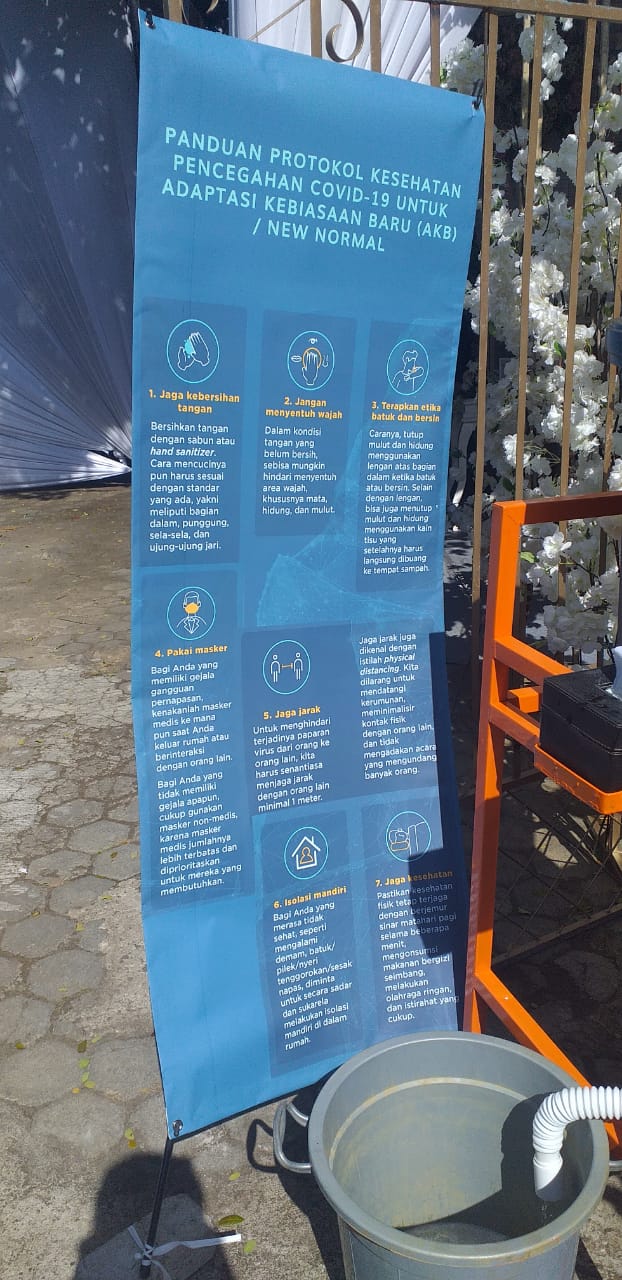 PANDUAN PROTOKOL KESEHATAN
PENCEGAHAN COVID-19 UNTUK
ADAPTASI KEBIASAAN BARU (AKB)
/ NEW NORMAL
1. Jaga kebersihan
tangan
Bersihkan tangan
dengan sabun atau
hand sanitizer.
Cara mencucinya
pun harus sesuai
dengan standar
yang ada, yakni
meliputi bagian
dalam, punggung,
sela-sela, dan
ujung-ujung jari.
2. Jangan
menyentuh wajah
Dalam kondisi
tangan yang
belum bersih,
sebisa mungkin
hindari menyentuh
area wajah,
khususnya mata,
hidung, dan mulut.
3. Terapkan etika
batuk dan bersin
Caranya, tutup
mulut dan hidung
menggunakan
lengan atas bagian
dalam ketika batuk
atau bersin. Selain
dengan lengan,
bisa juga menutup
mulut dan hidung
menggunakan kain
tisu yang
setelahnya harus
langsung dibuang
ke tempat sampah.
4. Pakai masker
Bagi Anda yang
memiliki gejala
gangguan
pernapasan,
kenakanlah masker
medis ke mana
pun saat Anda
keluar rumah atau
berinteraksi
dengan orang lain.
Bagi Anda yang
tidak memiliki
gejala apapun,
cukup gunakan
masker non-medis,
karena masker
medis jumlahnya
lebih terbatas dan
diprioritaskan
untuk mereka yang
membutuhkan.
5. Jaga jarak
Untuk menghindari
terjadinya paparan
virus dari orang ke
orang lain, kita
harus senantiasa
menjaga jarak
dengan orang lain
minimal 1 meter.
Jaga jarak juga
dikenal dengan
istilah physical
distancing. Kita
dilarang untuk
mendatangi
kerumunan,
meminimalisir
kontak fisik
dengan orang lain,
dan tidak
mengadakan acara
yang mengundang
banyak orang.
6. Isolasi mandiri
Bagi Anda yang
merasa tidak
sehat, seperti
mengalami
demam, batuk/
pilek/nyeri
tenggorokan/sesak
napas, diminta
untuk secara sadar
dan sukarela
melakukan isolasi
mandiri di dalam
rumah.
7. Jaga kesehatan
Pastikan kesehatan
fisik tetap terjaga
dengan berjemur
sinar matahari pagi
selama beberapa
menit,
mengonsumsi
makanan bergizi
seimbang,
melakukan
olahraga ringan,
dan istirahat yang
cukup.